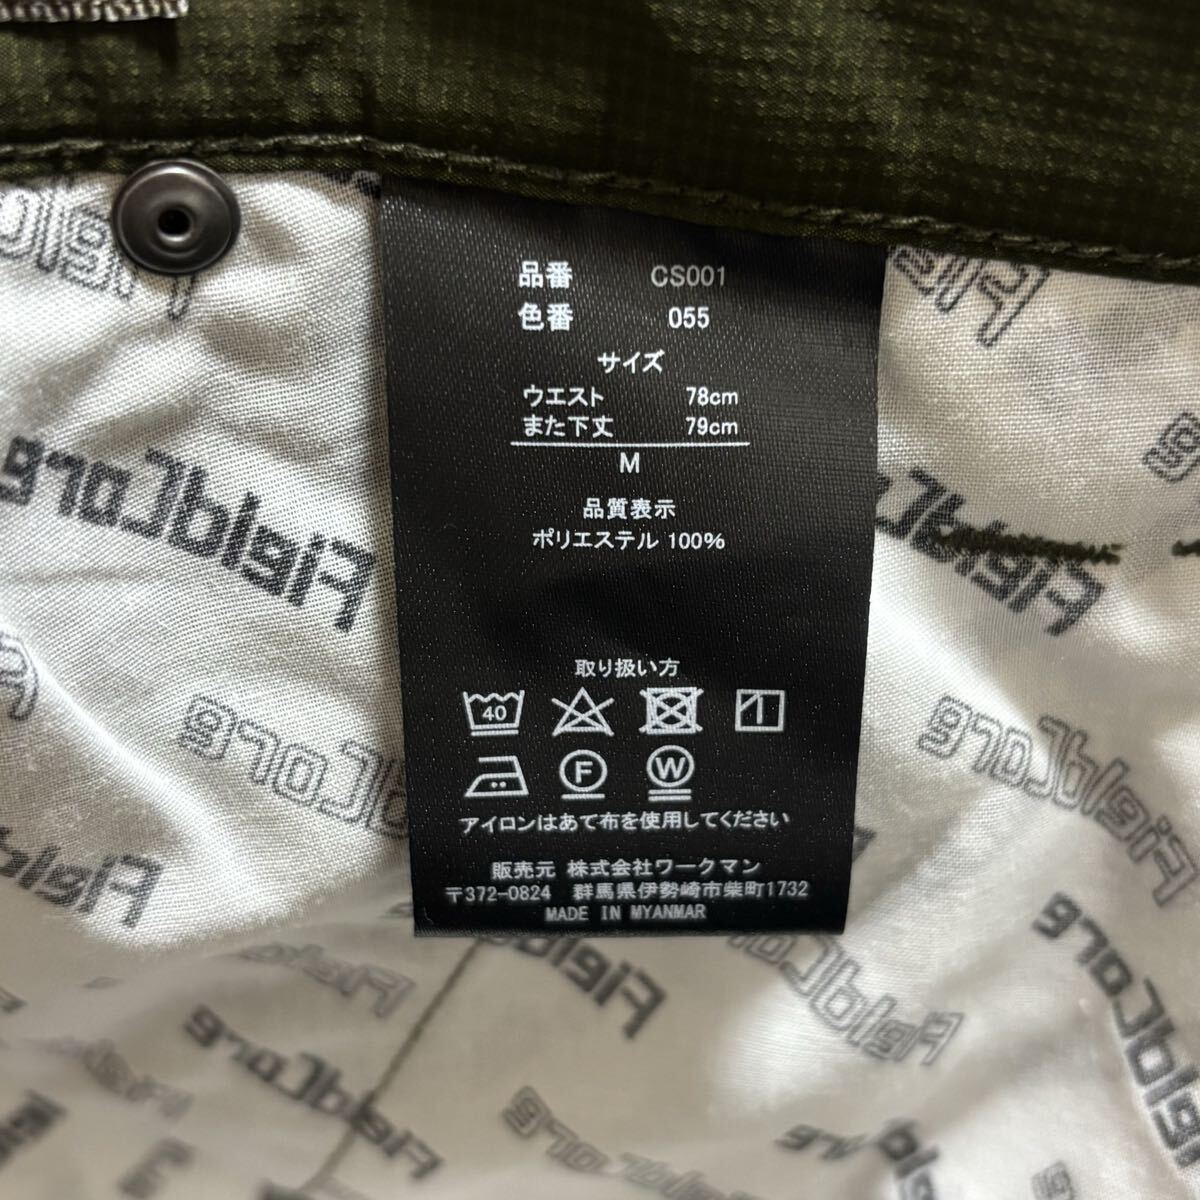 品番 CS001
色番 055
サイズ
ウエスト 78cm
また下丈 79cm
M
品質表示
ポリエステル 100%
取り扱い方
40
F W
アイロンはあて布を使用してください
販売元 株式会社ワークマン
〒372-0824 群馬県伊勢崎市柴町1732
MADE IN MYANMAR
FieldCore
FieldCore
FieldCore
FieldCore
FieldCore
FieldCore
FieldCore